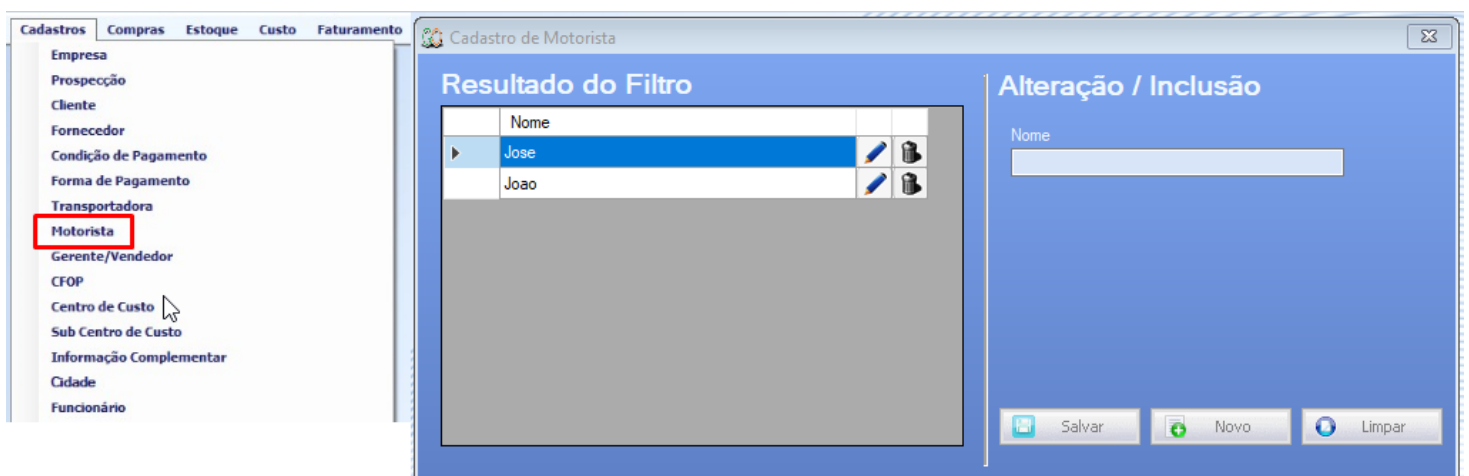 Cadastros Compras Estoque Custo Faturamento
Empresa
Prospecção
Cliente
Fornecedor
Condição de Pagamento
Forma de Pagamento
Transportadora
Motorista
Gerente/Vendedor
CFOP
Centro de Custo
Sub Centro de Custo
Informação Complementar
Cidade
Funcionário
Cadastro de Motorista
Resultado do Filtro
Nome
Jose
Joao
Alteração / Inclusão
Nome
Salvar Novo Limpar